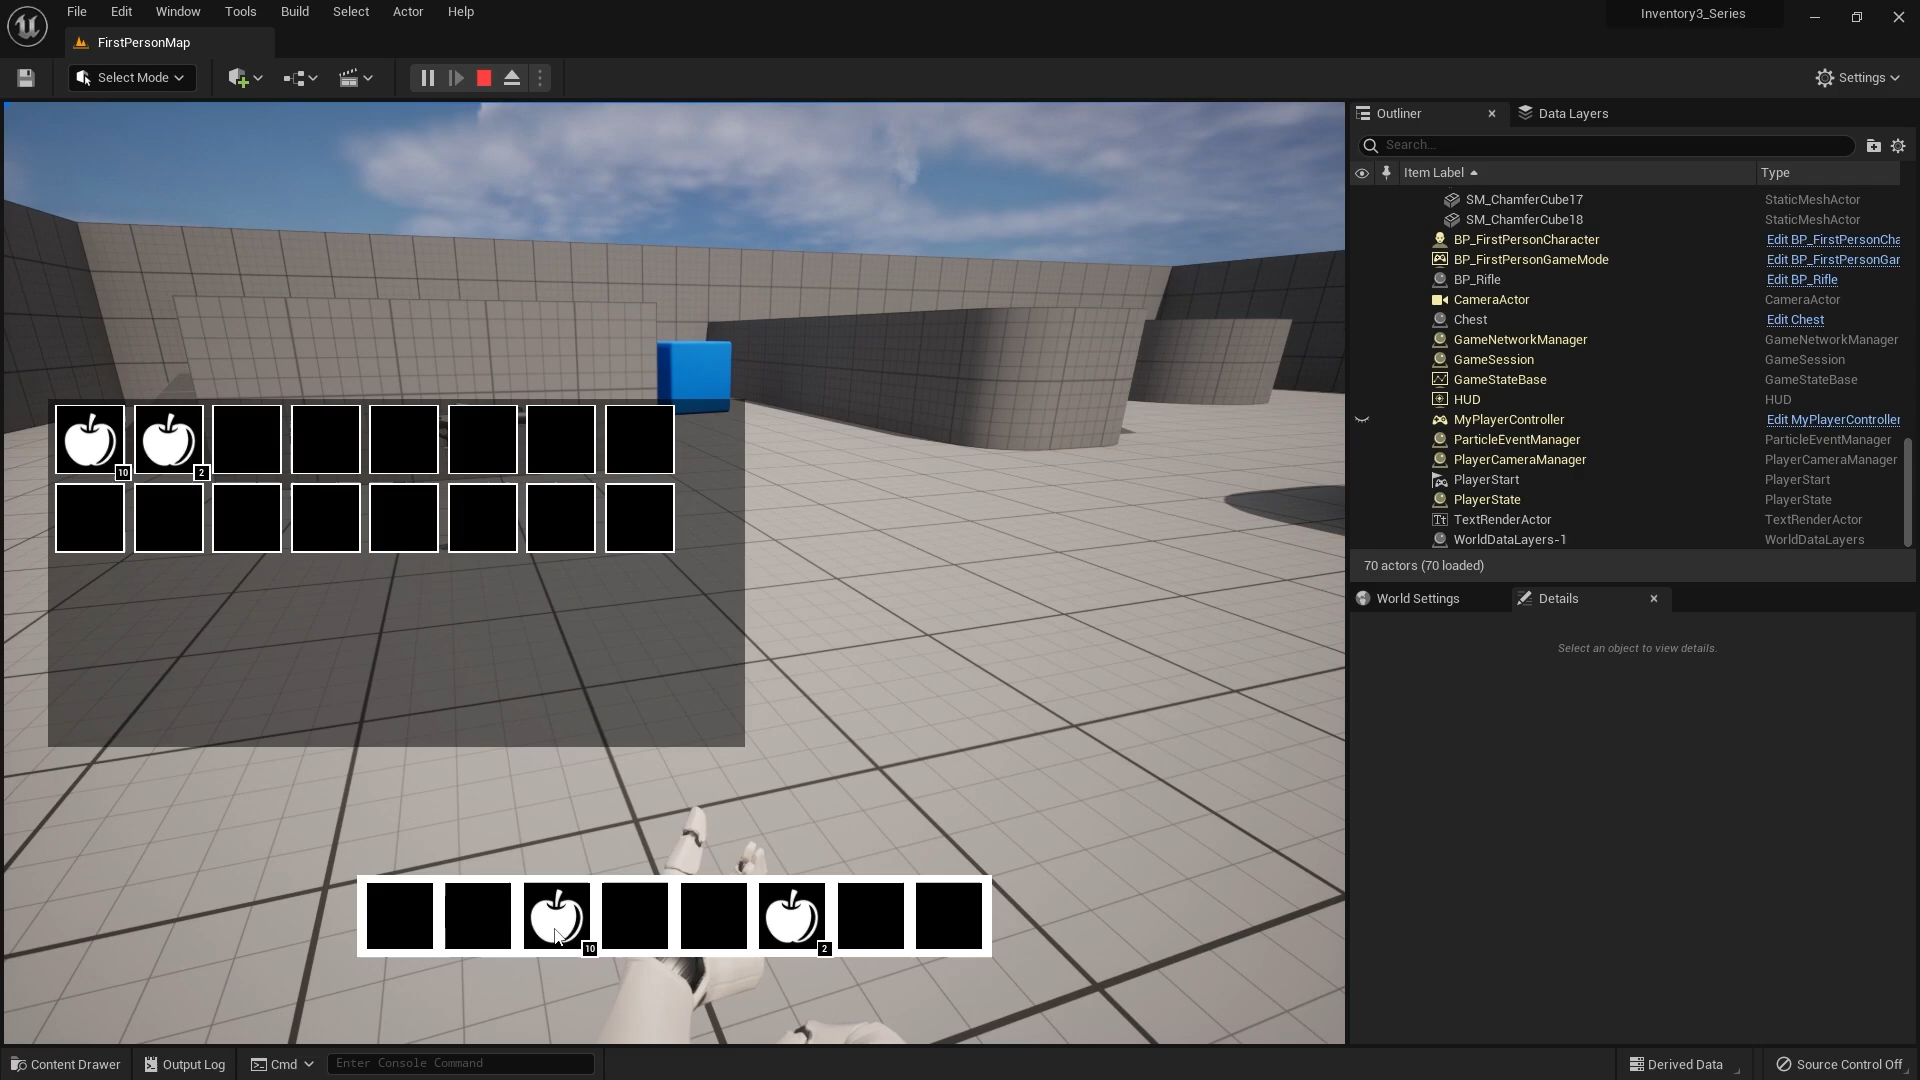 File Edit Window Tools Build Select Actor Help
Inventory3_Series
FirstPersonMap
Select Mode
Settings
Outliner
Data Layers
Search...
Item Label
Type
SM_ChamferCube17 StaticMeshActor
SM_ChamferCube18 StaticMeshActor
BP_FirstPersonCharacter Edit BP_FirstPersonCha
BP_FirstPersonGameMode Edit BP_FirstPersonGar
BP_Rifle Edit BP_Rifle
CameraActor CameraActor
Chest Edit Chest
GameNetworkManager GameNetworkManager
GameSession GameSession
GameStateBase GameStateBase
HUD HUD
MyPlayerController Edit MyPlayerController
ParticleEventManager ParticleEventManager
PlayerCameraManager PlayerCameraManager
PlayerStart PlayerStart
PlayerState PlayerState
TextRenderActor TextRenderActor
WorldDataLayers-1 WorldDataLayers
70 actors (70 loaded)
World Settings
Details
Select an object to view details.
10
2
10
2
Content Drawer
Output Log
Cmd
Enter Console Command
Derived Data
Source Control Off